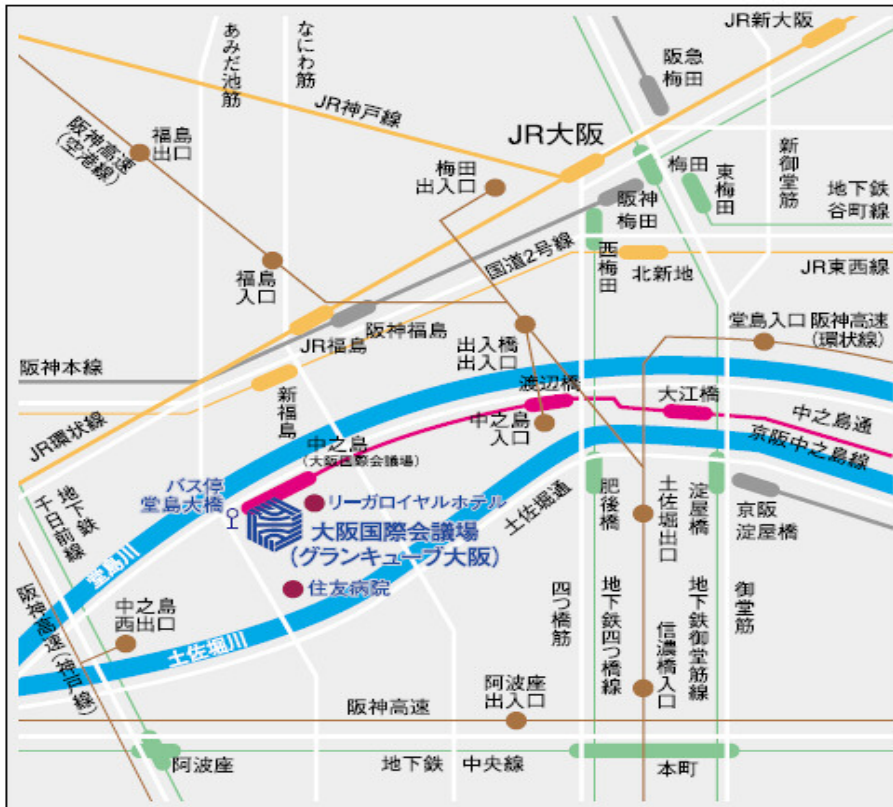 JR新大阪
阪急
梅田
なにわ筋
あみだ池筋
JR神戸線
JR大阪
阪神高速
(空港線)
福島
出口
梅田
出入口
梅田
東梅田
新御堂筋
地下鉄
谷町線
阪神
梅田
西梅田
国道2号線
北新地
JR東西線
福島
入口
阪神福島
JR福島
出入橋
出入口
堂島入口
阪神高速
(環状線)
阪神本線
新福島
渡辺橋
大江橋
中之島
入口
中之島通
京阪中之島線
JR環状線
中之島
(大阪国際会議場)
バス停
堂島大橋
リーガロイヤルホテル
大阪国際会議場
(グランキューブ大阪)
土佐堀通
肥後橋
土佐堀出口
淀屋橋
京阪
淀屋橋
地下鉄
千日前線
堂島川
住友病院
中之島
西出口
土佐堀川
阪神高速(神戸線)
四つ橋筋
地下鉄四つ橋線
信濃橋入口
地下鉄御堂筋線
御堂筋
阿波座
出入口
阪神高速
阿波座
地下鉄 中央線
本町